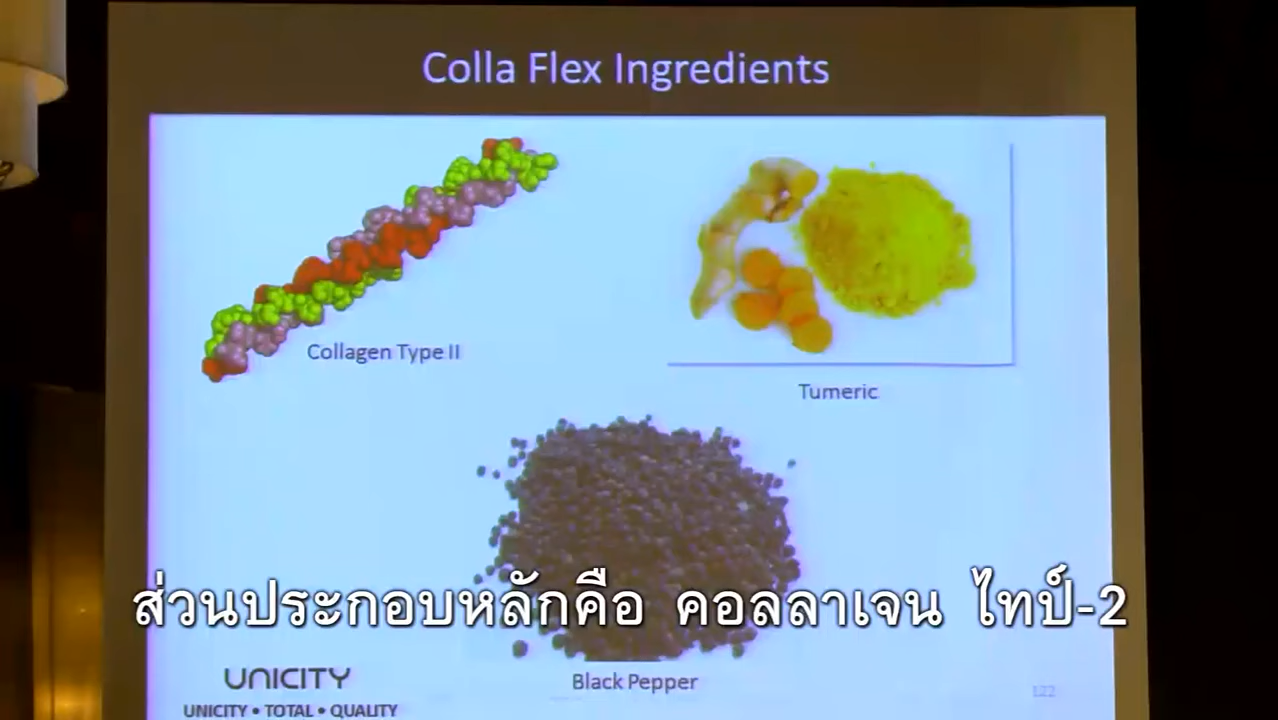 Colla Flex Ingredients
Collagen Type II
Tumeric
ส่วนประกอบหลักคือ คอลลาเจน ไทป์-2
Black Pepper
UNICITY
UNICITY • TOTAL • QUALITY
122